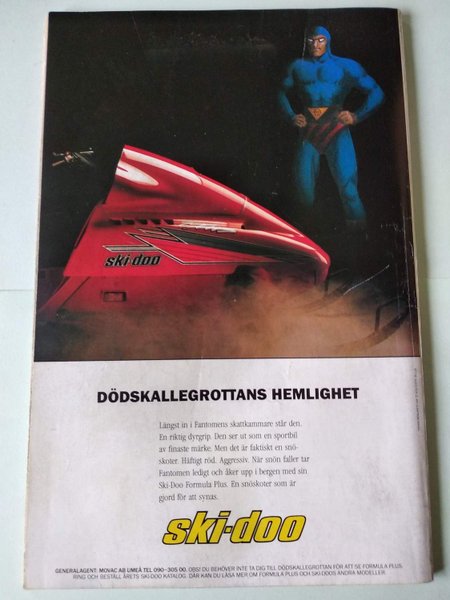 ski-doo
DÖDSKALLEGROTTANS HEMLIGHET
Längst in i Fantomens skattkammare står den.
En riktig dyrgrip. Den ser ut som en sportbil
av finaste märke. Men det är faktiskt en snö-
skoter. Häftigt röd. Aggressiv. När snön faller tar
Fantomen ledigt och åker upp i bergen med sin
Ski-Doo Formula Plus. En snöskoter som är
gjord för att synas.
ski-doo
GENERALAGENT: MOVAC AB UMEÅ TEL 090-305 00. OBS! DU BEHÖVER INTE TA DIG TILL DÖDSKALLEGROTTAN FÖR ATT SE FORMULA PLUS.
RING OCH BESTÄLL ÅRETS SKI-DOO KATALOG. DÄR KAN DU LÄSA MER OM FORMULA PLUS OCH SKI-DOOS ANDRA MODELLER.